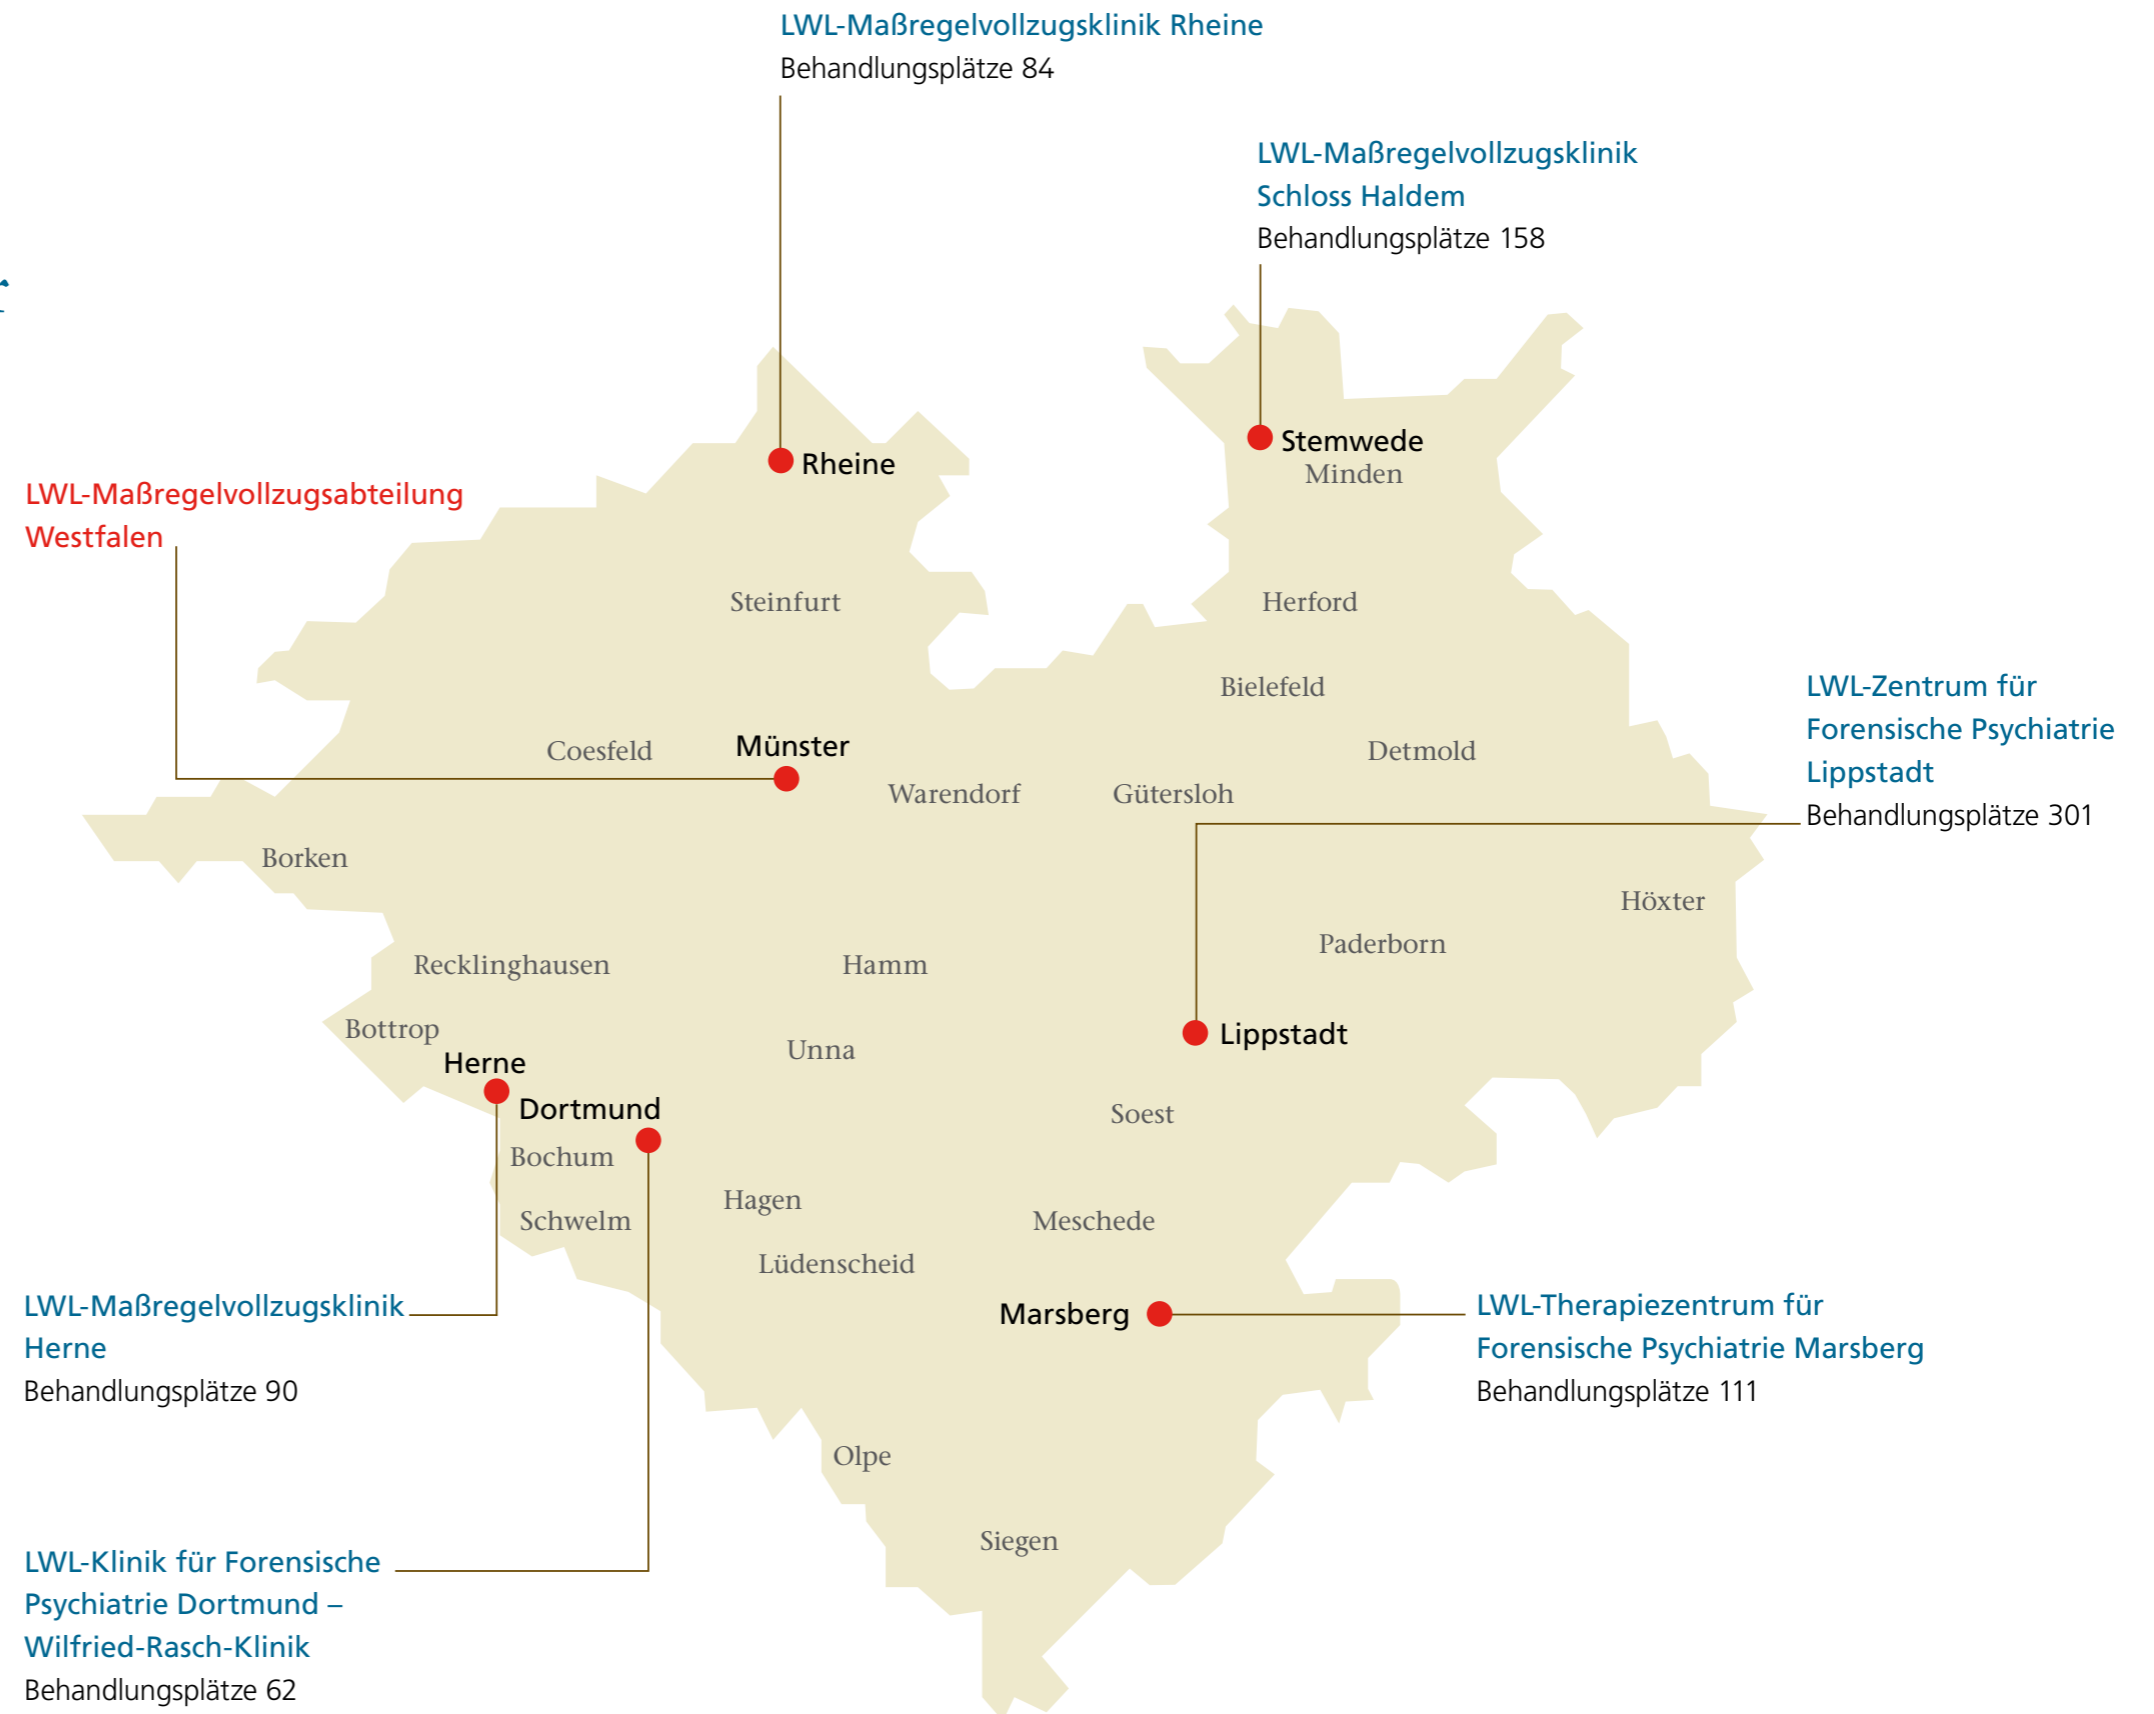 LWL-Maßregelvollzugsklinik Rheine
Behandlungsplätze 84
LWL-Maßregelvollzugsklinik
Schloss Haldem
Behandlungsplätze 158
Stemwede
Minden
Rheine
LWL-Maßregelvollzugsabteilung
Westfalen
Steinfurt
Herford
Bielefeld
LWL-Zentrum für
Forensische Psychiatrie
Lippstadt
Behandlungsplätze 301
Coesfeld
Münster
Detmold
Warendorf
Gütersloh
Borken
Höxter
Paderborn
Recklinghausen
Hamm
Bottrop
Lippstadt
Unna
Herne
Dortmund
Soest
Bochum
Hagen
Schwelm
Meschede
Lüdenscheid
LWL-Maßregelvollzugsklinik
Herne
Behandlungsplätze 90
Marsberg
LWL-Therapiezentrum für
Forensische Psychiatrie Marsberg
Behandlungsplätze 111
Olpe
Siegen
LWL-Klinik für Forensische
Psychiatrie Dortmund –
Wilfried-Rasch-Klinik
Behandlungsplätze 62